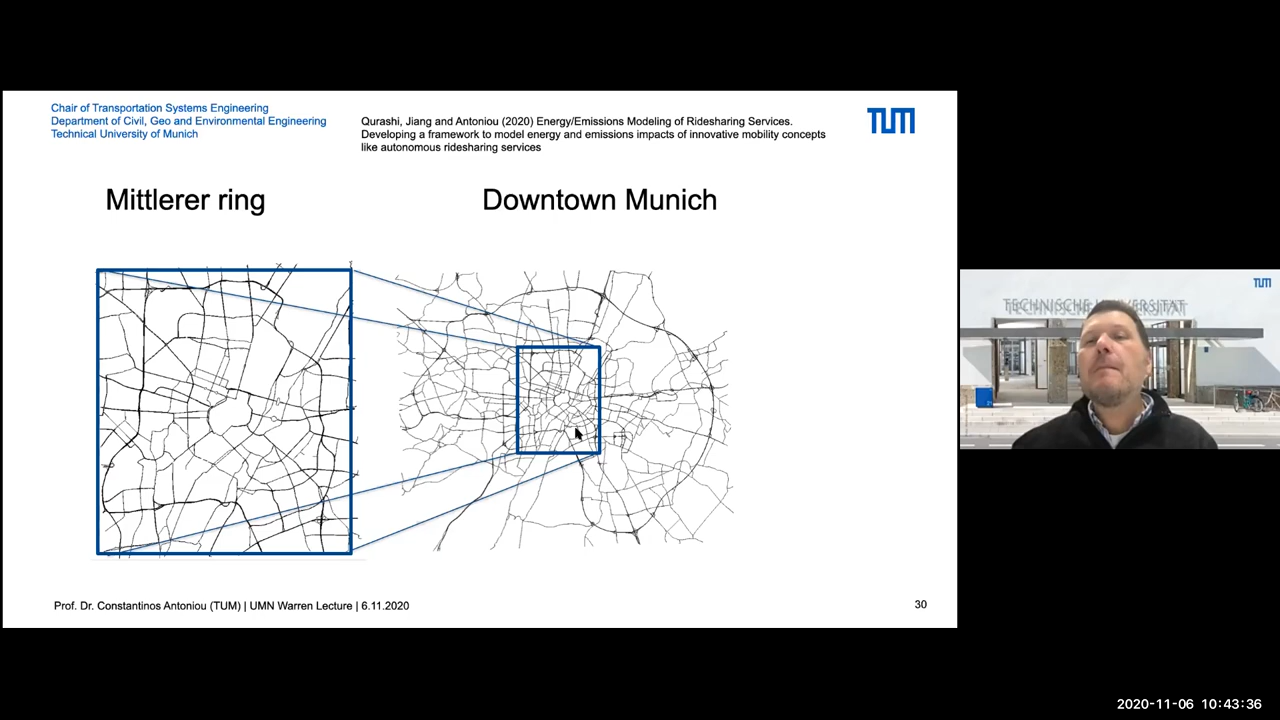 Chair of Transportation Systems Engineering
Department of Civil, Geo and Environmental Engineering
Technical University of Munich
Qurashi, Jiang and Antoniou (2020) Energy/Emissions Modeling of Ridesharing Services.
Developing a framework to model energy and emissions impacts of innovative mobility concepts
like autonomous ridesharing services
TUM
Mittlerer ring
Downtown Munich
TUM
TECHNISCHE UNIVERSITÄT
Prof. Dr. Constantinos Antoniou (TUM) | UMN Warren Lecture | 6.11.2020
30
2020-11-06 10:43:36